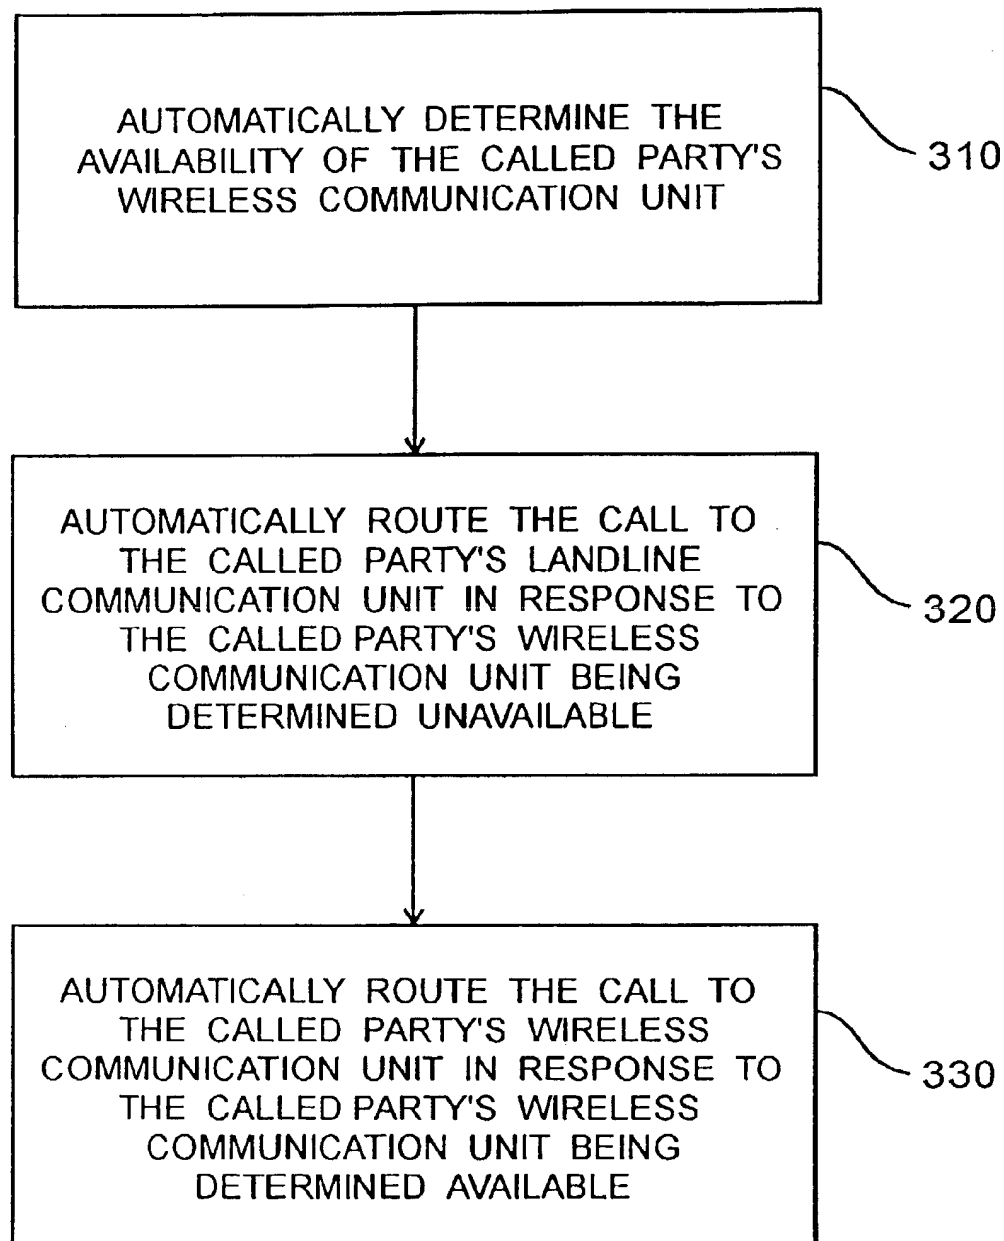 AUTOMATICALLY DETERMINE THE
AVAILABILITY OF THE CALLED PARTY'S
WIRELESS COMMUNICATION UNIT
310
AUTOMATICALLY ROUTE THE CALL TO
THE CALLED PARTY'S LANDLINE
COMMUNICATION UNIT IN RESPONSE TO
THE CALLED PARTY'S WIRELESS
COMMUNICATION UNIT BEING
DETERMINED UNAVAILABLE
320
AUTOMATICALLY ROUTE THE CALL TO
THE CALLED PARTY'S WIRELESS
COMMUNICATION UNIT IN RESPONSE TO
THE CALLED PARTY'S WIRELESS
COMMUNICATION UNIT BEING
DETERMINED AVAILABLE
330